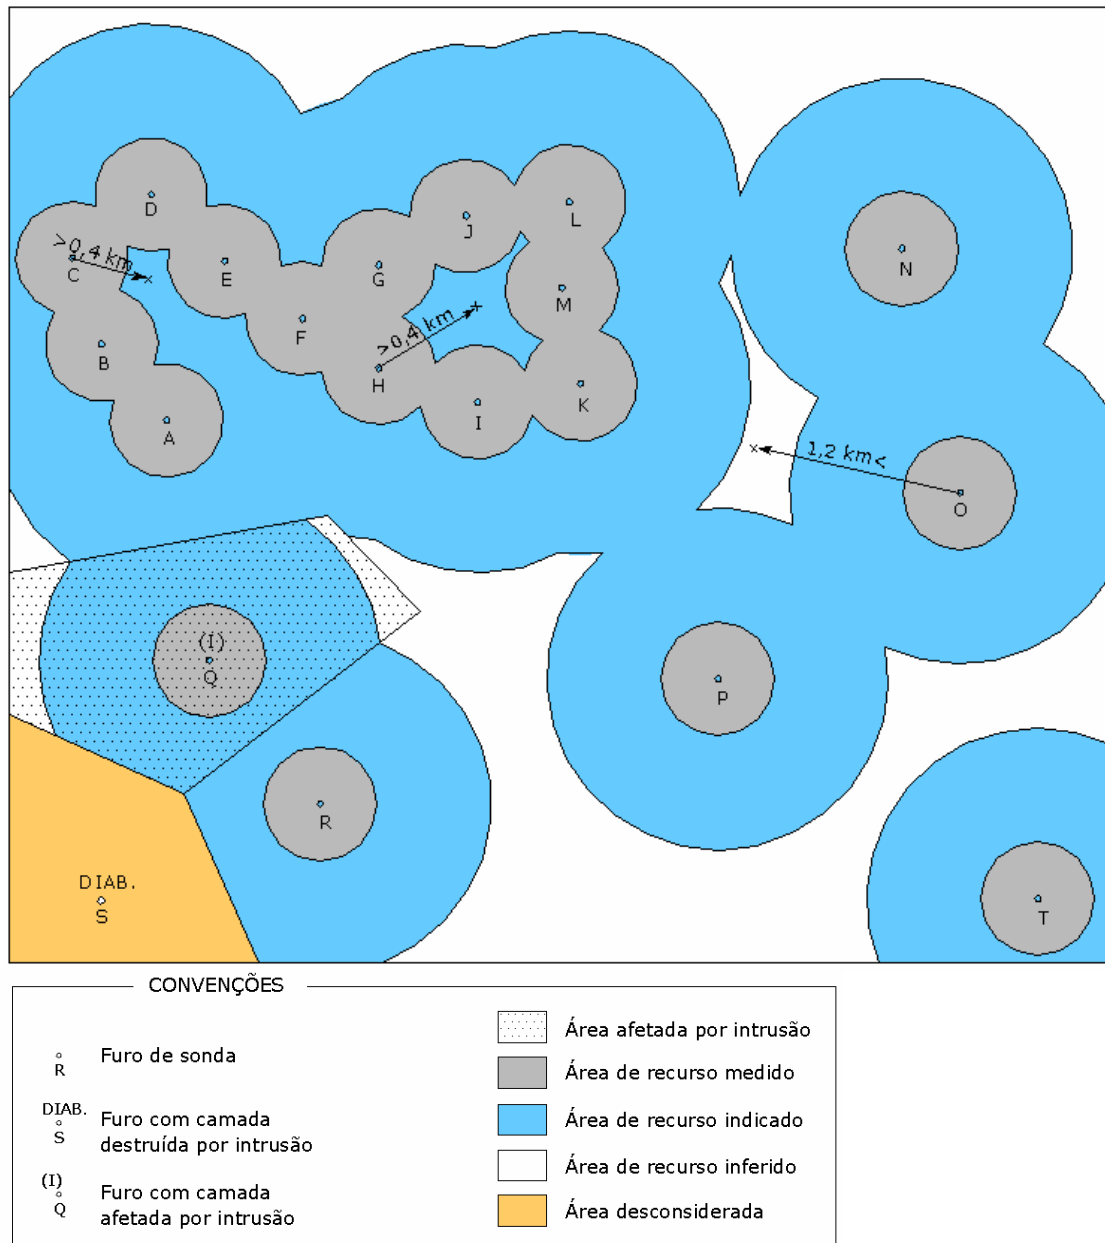 D
L
J
>0,4 km
C
E
G
N
M
F
>0,4 km
B
H
K
I
A
1,2 km<
O
(I)
Q
P
R
DIAB.
S
T
CONVENÇÕES
R
Furo de sonda
DIAB.
S
Furo com camada
destruída por intrusão
(I)
Q
Furo com camada
afetada por intrusão
Área afetada por intrusão
Área de recurso medido
Área de recurso indicado
Área de recurso inferido
Área desconsiderada